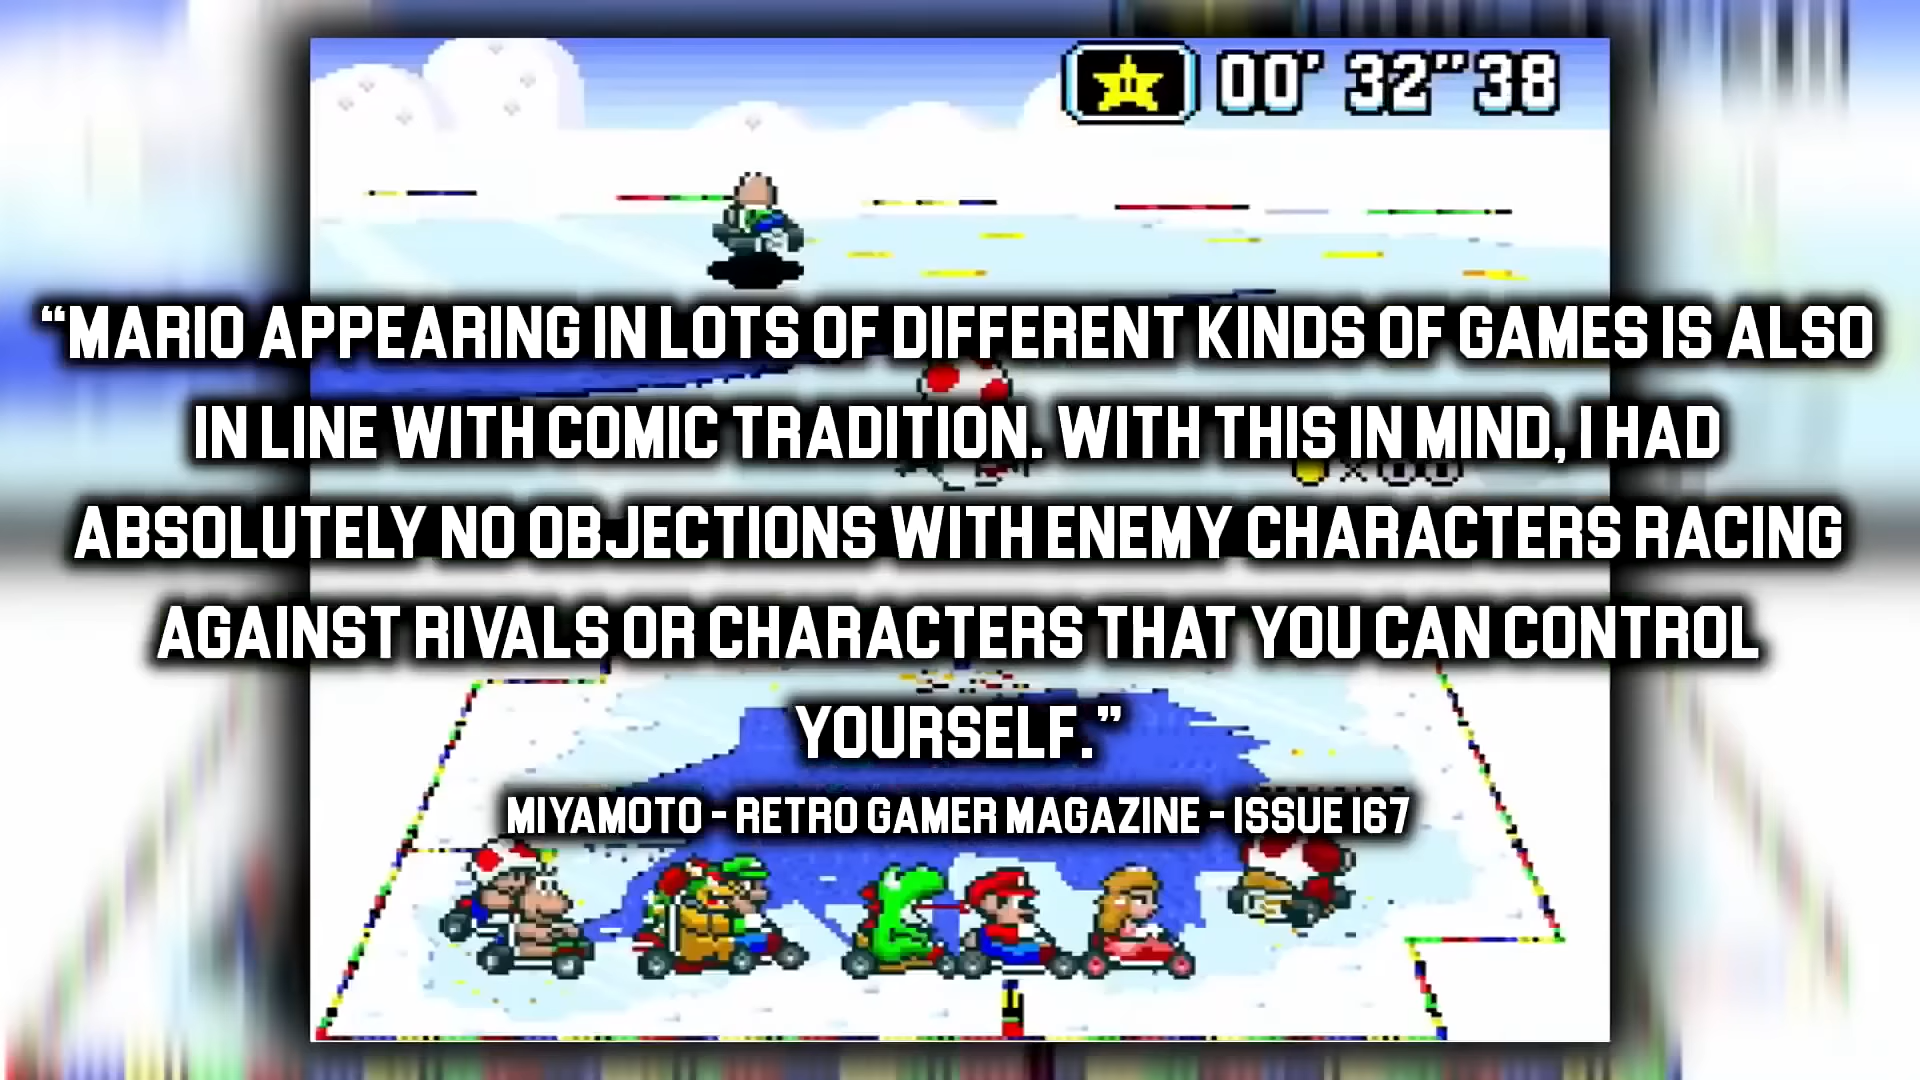 00' 32"38
“MARIO APPEARING IN LOTS OF DIFFERENT KINDS OF GAMES IS ALSO
IN LINE WITH COMIC TRADITION. WITH THIS IN MIND, I HAD
ABSOLUTELY NO OBJECTIONS WITH ENEMY CHARACTERS RACING
AGAINST RIVALS OR CHARACTERS THAT YOU CAN CONTROL
YOURSELF.”
MIYAMOTO - RETRO GAMER MAGAZINE - ISSUE 167